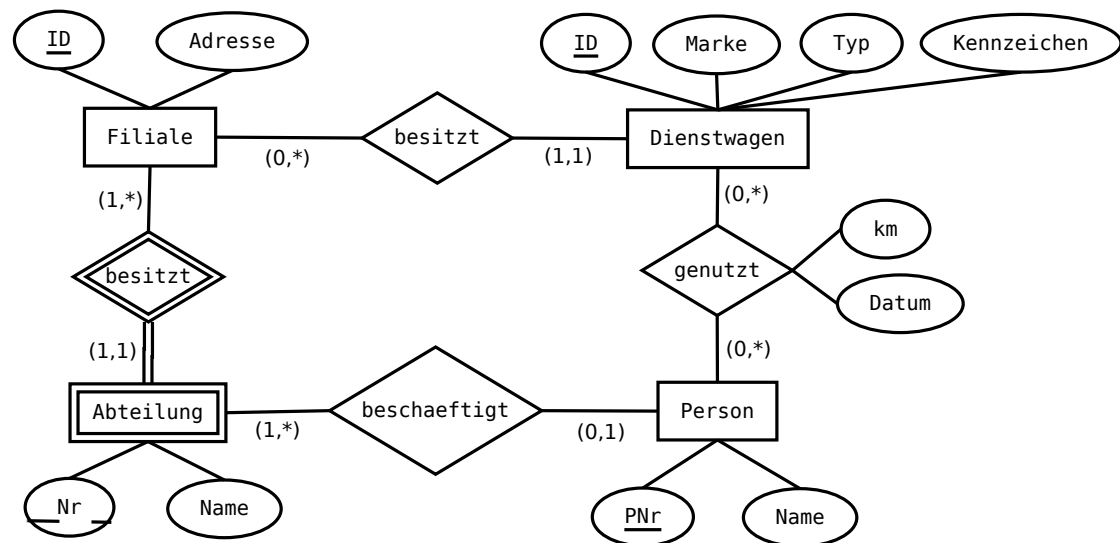 ID
Adresse
ID
Marke
Typ
Kennzeichen
Filiale
besitzt
Dienstwagen
(0,*)
(1,1)
(1,*)
(0,*)
km
besitzt
genutzt
Datum
(1,1)
(0,*)
Abteilung
beschaeftigt
Person
(1,*)
(0,1)
Nr
Name
PNr
Name